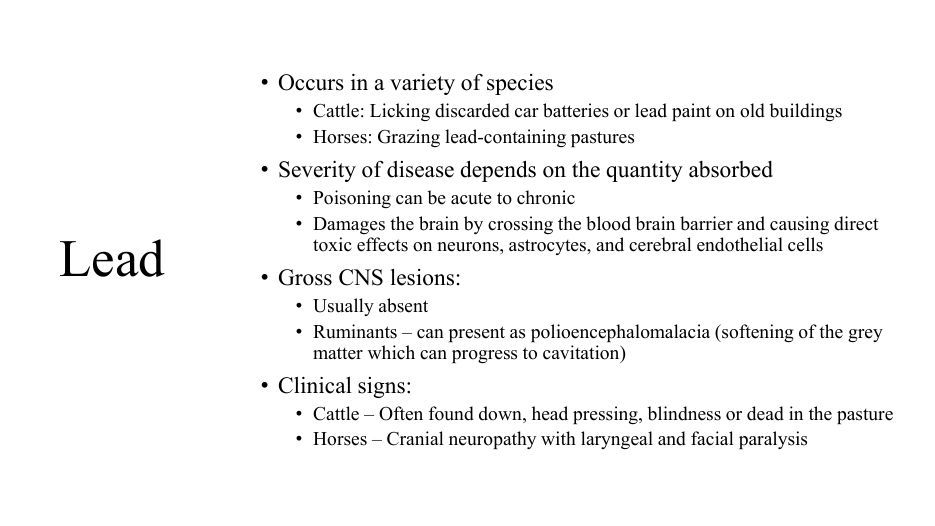 Lead
• Occurs in a variety of species
• Cattle: Licking discarded car batteries or lead paint on old buildings
• Horses: Grazing lead-containing pastures
• Severity of disease depends on the quantity absorbed
• Poisoning can be acute to chronic
• Damages the brain by crossing the blood brain barrier and causing direct
toxic effects on neurons, astrocytes, and cerebral endothelial cells
• Gross CNS lesions:
• Usually absent
• Ruminants – can present as polioencephalomalacia (softening of the grey
matter which can progress to cavitation)
• Clinical signs:
• Cattle – Often found down, head pressing, blindness or dead in the pasture
• Horses – Cranial neuropathy with laryngeal and facial paralysis